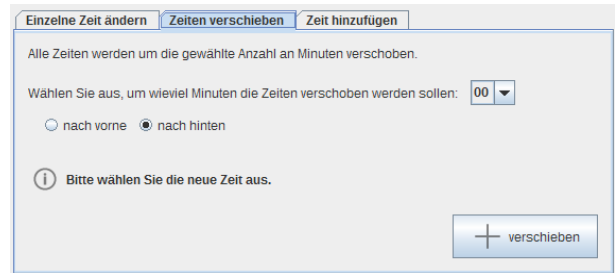 Einzelne Zeit ändern Zeiten verschieben Zeit hinzufügen
Alle Zeiten werden um die gewählte Anzahl an Minuten verschoben.
Wählen Sie aus, um wieviel Minuten die Zeiten verschoben werden sollen: 00
nach vorne nach hinten
Bitte wählen Sie die neue Zeit aus.
verschieben